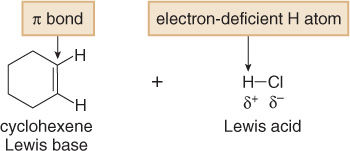 π bond
electron-deficient H atom
H
H
+
H–Cl
δ⁺ δ⁻
cyclohexene
Lewis base
Lewis acid